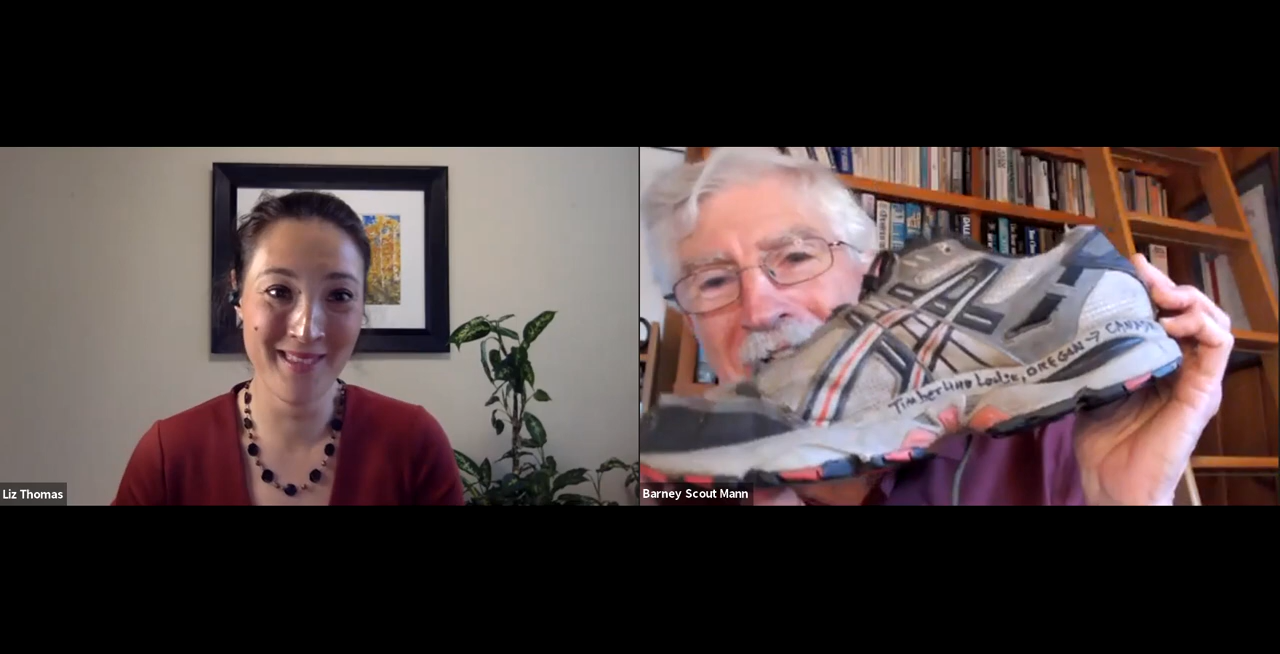 Timberline Lodge, OREGON → CANADA
Liz Thomas
Barney Scout Mann